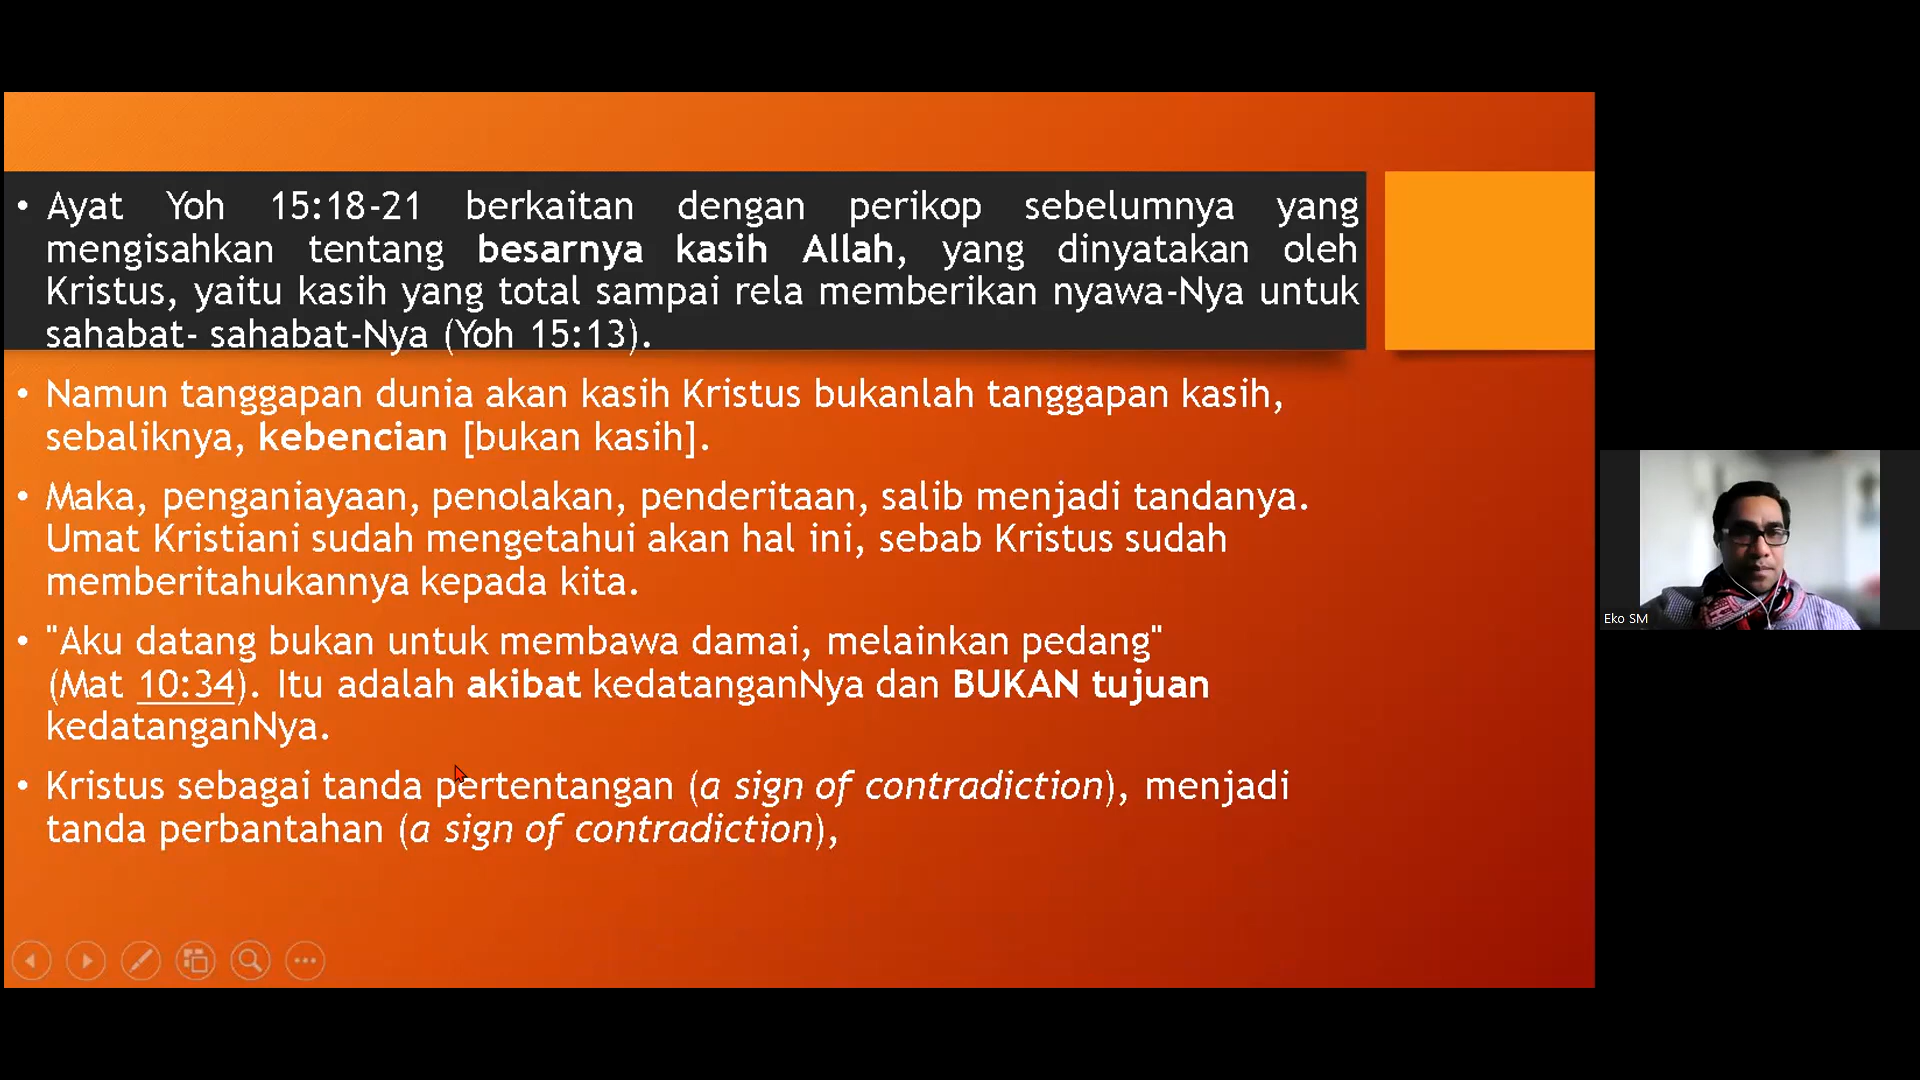 • Ayat Yoh 15:18-21 berkaitan dengan perikop sebelumnya yang
mengisahkan tentang besarnya kasih Allah, yang dinyatakan oleh
Kristus, yaitu kasih yang total sampai rela memberikan nyawa-Nya untuk
sahabat- sahabat-Nya (Yoh 15:13).
• Namun tanggapan dunia akan kasih Kristus bukanlah tanggapan kasih,
sebaliknya, kebencian [bukan kasih].
• Maka, penganiayaan, penolakan, penderitaan, salib menjadi tandanya.
Umat Kristiani sudah mengetahui akan hal ini, sebab Kristus sudah
memberitahukannya kepada kita.
• "Aku datang bukan untuk membawa damai, melainkan pedang"
(Mat 10:34). Itu adalah akibat kedatanganNya dan BUKAN tujuan
kedatanganNya.
• Kristus sebagai tanda pertentangan (a sign of contradiction), menjadi
tanda perbantahan (a sign of contradiction),
Eko SM